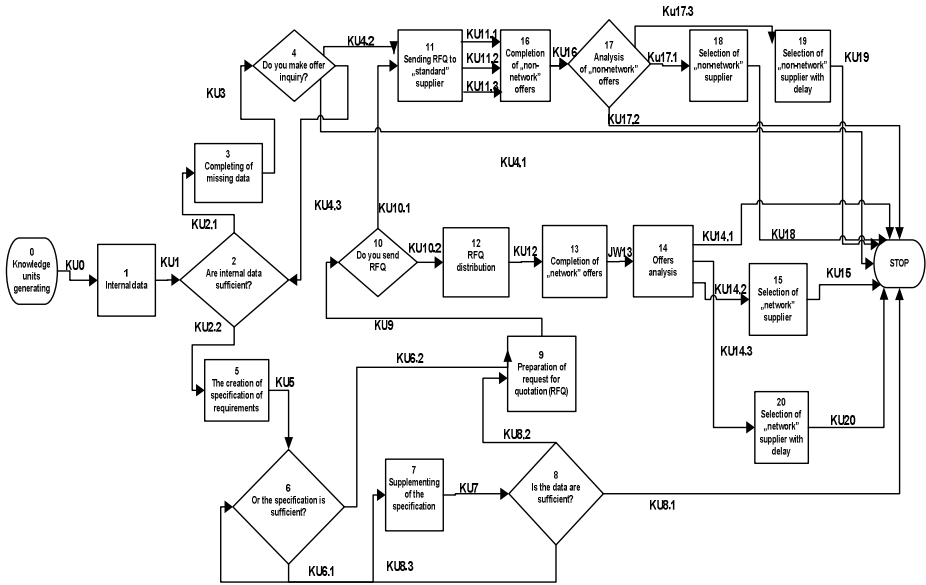 Ku17.3
KU4.2
KU11.1
KU11.2
KU11.3
KU16
Ku17.1
KU19
KU17.2
4
Do you make offer
inquiry?
11
Sending RFQ to
„standard”
supplier
16
Completion
of „non-
network”
offers
17
Analysis
of „non-network”
offers
18
Selection of
„non-network”
supplier
19
Selection of
„non-network”
supplier with
delay
KU3
3
Completing of
missing data
KU4.1
KU4.3
KU10.1
KU2,1
0
Knowledge
units
generating
KU0
1
Internal data
KU1
2
Are internal data
sufficient?
10
Do you send
RFQ
KU10.2
12
RFQ
distribution
KU12
13
Completion of
„network” offers
JW13
14
Offers
analysis
KU14.1
KU18
STOP
KU14.2
15
Selection of
„network”
supplier
KU15
KU2.2
KU9
KU14.3
5
The creation of
specification of
requirements
KU5
KU6.2
9
Preparation of
request for
quotation (RFQ)
20
Selection of
„network”
supplier with
delay
KU20
KU8,2
6
Or the specification is
sufficient?
7
Supplementing
of the
specification
KU7
8
Is the data are
sufficient?
KU8.1
KU6.1
KU8.3